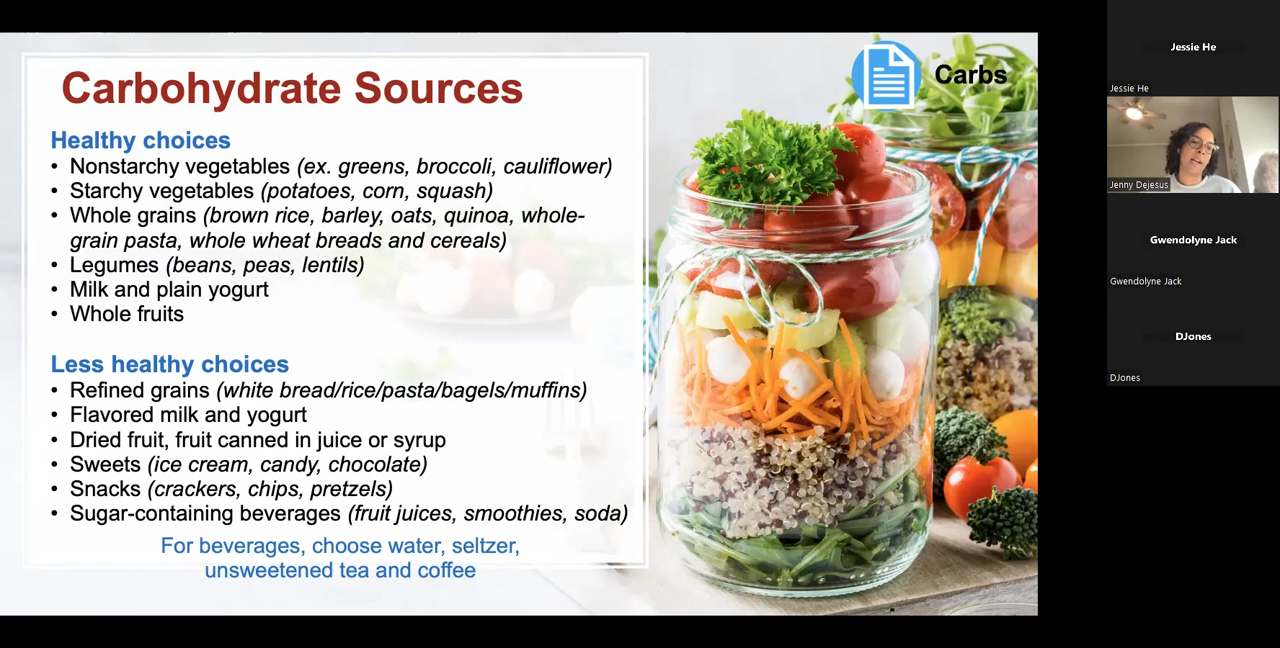 Carbohydrate Sources
Healthy choices
• Nonstarchy vegetables (ex. greens, broccoli, cauliflower)
• Starchy vegetables (potatoes, corn, squash)
• Whole grains (brown rice, barley, oats, quinoa, whole-
grain pasta, whole wheat breads and cereals)
• Legumes (beans, peas, lentils)
• Milk and plain yogurt
• Whole fruits
Less healthy choices
• Refined grains (white bread/rice/pasta/bagels/muffins)
• Flavored milk and yogurt
• Dried fruit, fruit canned in juice or syrup
• Sweets (ice cream, candy, chocolate)
• Snacks (crackers, chips, pretzels)
• Sugar-containing beverages (fruit juices, smoothies, soda)
For beverages, choose water, seltzer,
unsweetened tea and coffee
Carbs
Jessie He
Jessie He
Jenny Dejesus
Gwendolyne Jack
Gwendolyne Jack
DJones
DJones